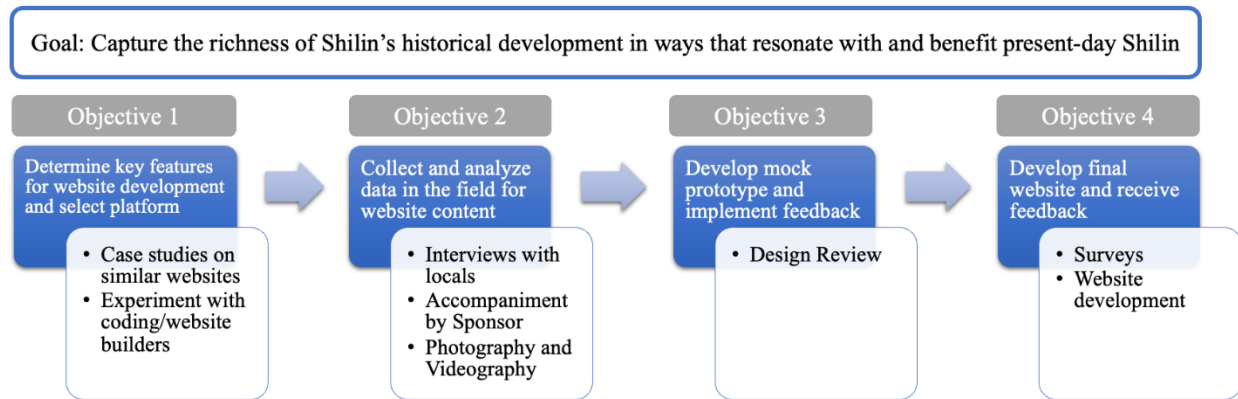 Goal: Capture the richness of Shilin's historical development in ways that resonate with and benefit present-day Shilin
Objective 1
Determine key features
for website development
and select platform
• Case studies on
similar websites
• Experiment with
coding/website
builders
Objective 2
Collect and analyze
data in the field for
website content
• Interviews with
locals
• Accompaniment
by Sponsor
• Photography and
Videography
Objective 3
Develop mock
prototype and
implement feedback
• Design Review
Objective 4
Develop final
website and receive
feedback
• Surveys
• Website
development